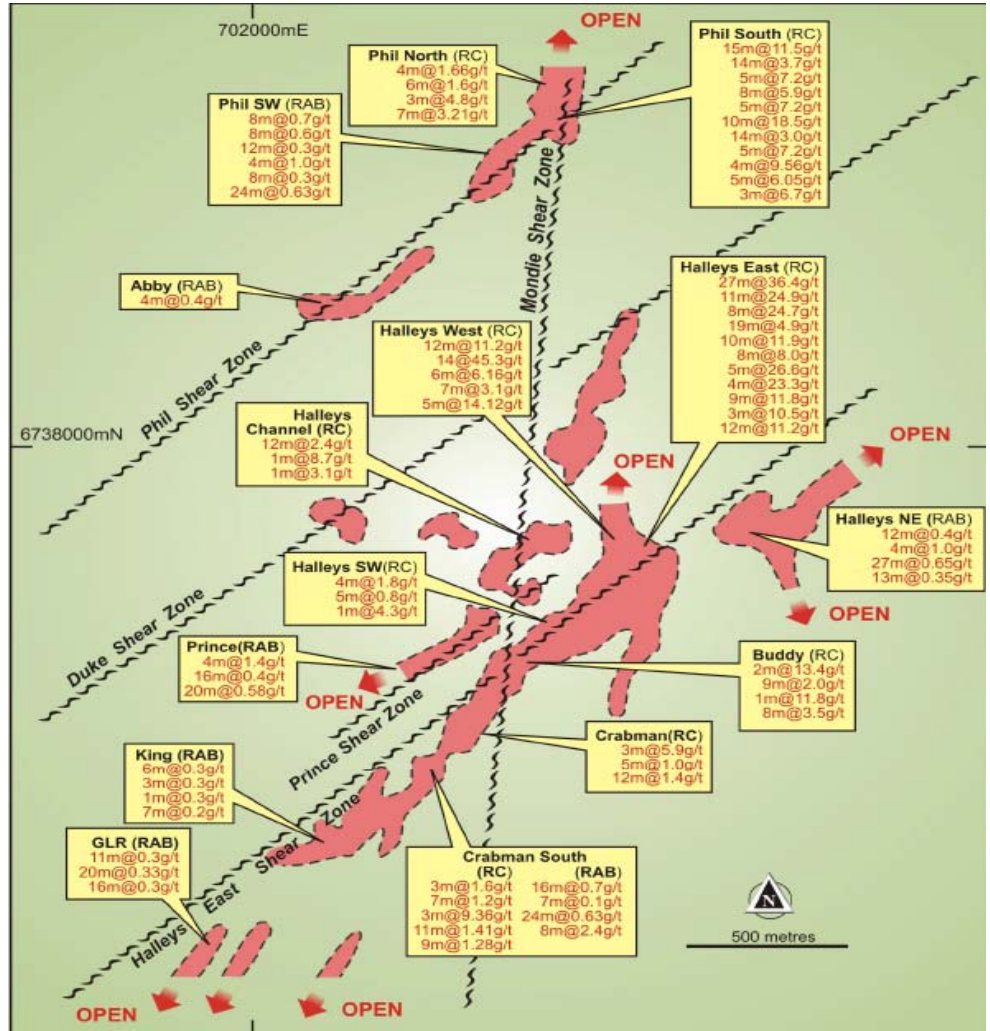 702000mE
OPEN
Phil North (RC)
4m@1.66g/t
6m@1.6g/t
3m@4.8g/t
7m@3.21g/t
Phil South (RC)
15m@11.5g/t
14m@3.7g/t
5m@7.2g/t
8m@5.9g/t
5m@7.2g/t
10m@18.5g/t
14m@3.0g/t
5m@7.2g/t
4m@9.56g/t
5m@6.05g/t
3m@6.7g/t
Phil SW (RAB)
8m@0.7g/t
8m@0.6g/t
12m@0.3g/t
4m@1.0g/t
8m@0.3g/t
24m@0.63g/t
Mondie Shear Zone
Abby (RAB)
4m@0.4g/t
Phil Shear Zone
Halleys East (RC)
27m@36.4g/t
11m@24.9g/t
8m@24.7g/t
19m@4.9g/t
10m@11.9g/t
8m@8.0g/t
5m@26.6g/t
4m@23.3g/t
9m@11.8g/t
3m@10.5g/t
12m@11.2g/t
Halleys West (RC)
12m@11.2g/t
14@45.3g/t
6m@6.16g/t
7m@3.1g/t
5m@14.12g/t
6738000mN
Halleys
Channel (RC)
12m@2.4g/t
1m@8.7g/t
1m@3.1g/t
OPEN
OPEN
Halleys NE (RAB)
12m@0.4g/t
4m@1.0g/t
27m@0.65g/t
13m@0.35g/t
OPEN
Halleys SW(RC)
4m@1.8g/t
5m@0.8g/t
1m@4.3g/t
Duke Shear Zone
Prince(RAB)
4m@1.4g/t
16m@0.4g/t
20m@0.58g/t
OPEN
Buddy (RC)
2m@13.4g/t
9m@2.0g/t
1m@11.8g/t
8m@3.5g/t
Prince Shear Zone
Crabman(RC)
3m@5.9g/t
5m@1.0g/t
12m@1.4g/t
King (RAB)
6m@0.3g/t
3m@0.3g/t
1m@0.3g/t
7m@0.2g/t
GLR (RAB)
11m@0.3g/t
20m@0.33g/t
16m@0.3g/t
Halleys East Shear Zone
Crabman South
(RC) (RAB)
3m@1.6g/t 16m@0.7g/t
7m@1.2g/t 7m@0.1g/t
3m@9.36g/t 24m@0.63g/t
11m@1.41g/t 8m@2.4g/t
9m@1.28g/t
N
500 metres
OPEN
OPEN
OPEN